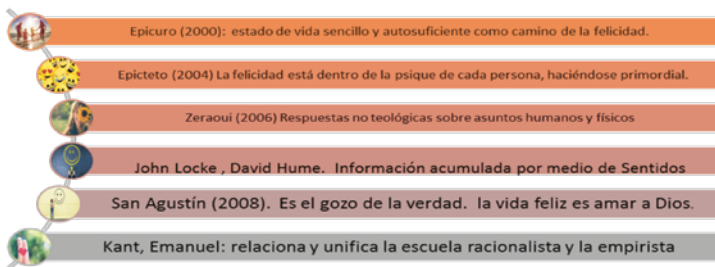 Epicuro (2000): estado de vida sencillo y autosuficiente como camino de la felicidad.
Epicteto (2004) La felicidad está dentro de la psique de cada persona, haciéndose primordial.
Zeraoui (2006) Respuestas no teológicas sobre asuntos humanos y físicos
John Locke , David Hume. Información acumulada por medio de Sentidos
San Agustín (2008). Es el gozo de la verdad. la vida feliz es amar a Dios.
Kant, Emanuel: relaciona y unifica la escuela racionalista y la empirista